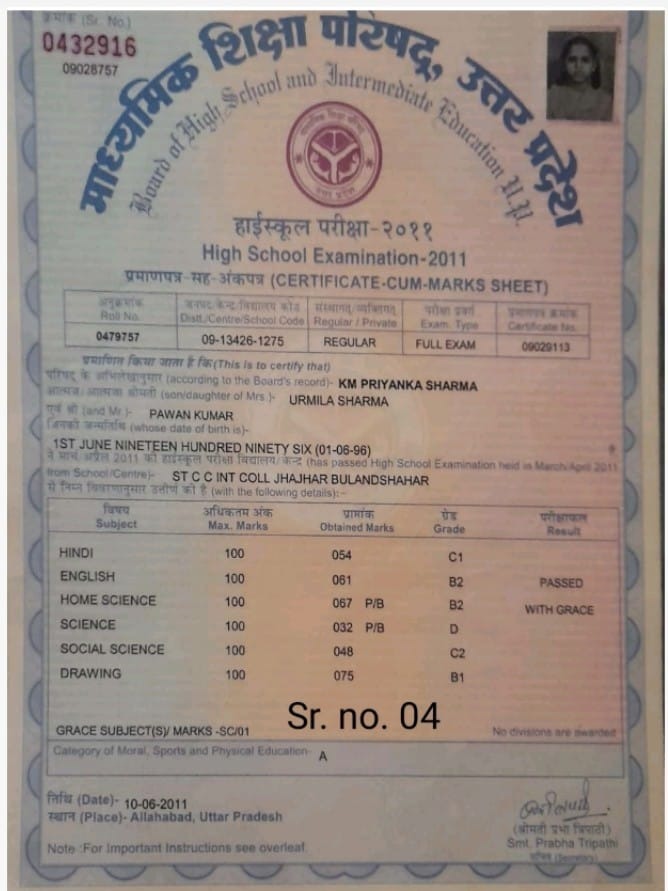 क्रमांक (Sr. No.)
0432916
09028757
माध्यमिक शिक्षा परिषद्, उत्तर प्रदेश
Board of High School and Intermediate Education U.P.
हाईस्कूल परीक्षा-२०११
High School Examination-2011
प्रमाणपत्र-सह-अंकपत्र (CERTIFICATE-CUM-MARKS SHEET)
अनुक्रमांक जनपद/केन्द्र/विद्यालय कोड संस्थागत/व्यक्तिगत परीक्षा प्रकार प्रमाणपत्र क्रमांक
Roll No. Distt./Centre/School Code Regular / Private Exam. Type Certificate No.
0479757 09-13426-1275 REGULAR FULL EXAM 09029113
प्रमाणित किया जाता है कि (This is to certify that)
परिषद के अभिलेखानुसार (according to the Board's record)- KM PRIYANKA SHARMA
आत्मज/आत्मजा श्रीमती (son/daughter of Mrs.)- URMILA SHARMA
एवं श्री (and Mr.)- PAWAN KUMAR
जिनकी जन्मतिथि (whose date of birth is)-
1ST JUNE NINETEEN HUNDRED NINETY SIX (01-06-96) है
ने मार्च/अप्रैल 2011 की हाईस्कूल परीक्षा विद्यालय/केन्द्र (has passed High School Examination held in March/April 2011
from School/Centre)- ST C C INT COLL JHAJHAR BULANDSHAHAR
से निम्न विवरणानुसार उत्तीर्ण की है (with the following details):-
विषय अधिकतम अंक प्राप्तांक ग्रेड परीक्षाफल
Subject Max. Marks Obtained Marks Grade Result
HINDI 100 054 C1
ENGLISH 100 061 B2 PASSED
HOME SCIENCE 100 067 P/B B2 WITH GRACE
SCIENCE 100 032 P/B D
SOCIAL SCIENCE 100 048 C2
DRAWING 100 075 B1
Sr. no. 04
GRACE SUBJECT(S)/ MARKS -SC/01 No divisions are awarded
Category of Moral, Sports and Physical Education- A
तिथि (Date)- 10-06-2011
स्थान (Place)- Allahabad, Uttar Pradesh
(श्रीमती प्रभा त्रिपाठी)
Smt. Prabha Tripathi
Note :For Important Instructions see overleaf.
सचिव (Secretary)